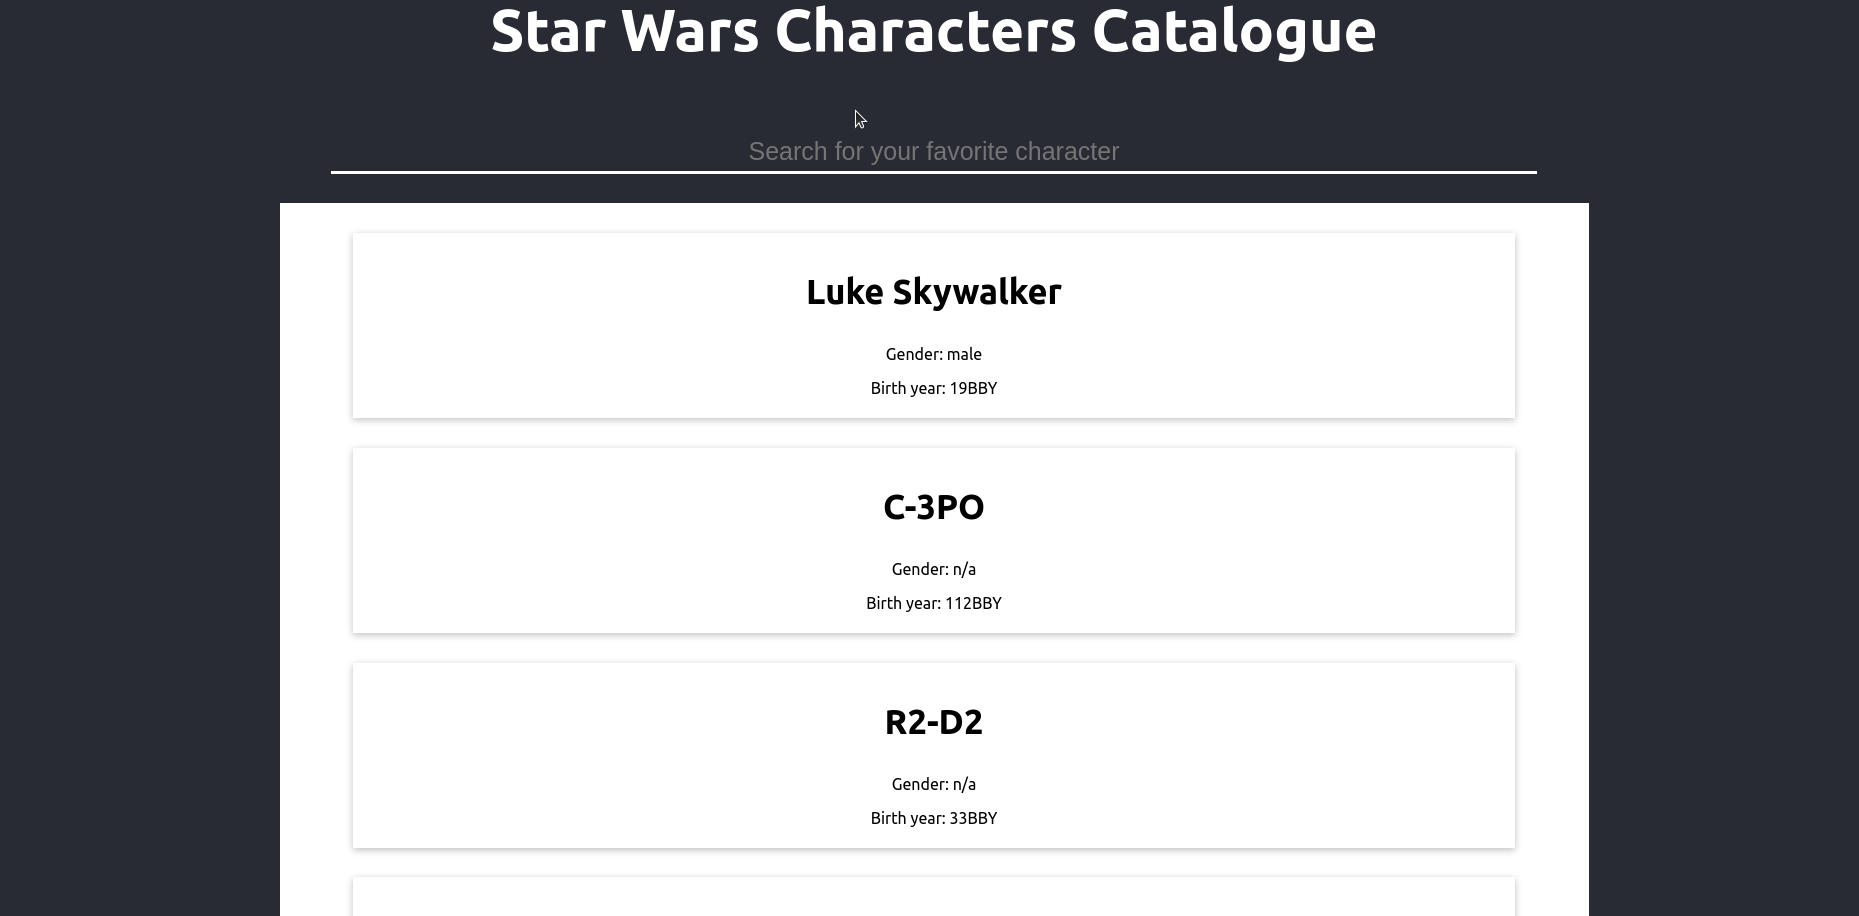 Star Wars Characters Catalogue
Search for your favorite character
Luke Skywalker
Gender: male
Birth year: 19BBY
C-3PO
Gender: n/a
Birth year: 112BBY
R2-D2
Gender: n/a
Birth year: 33BBY